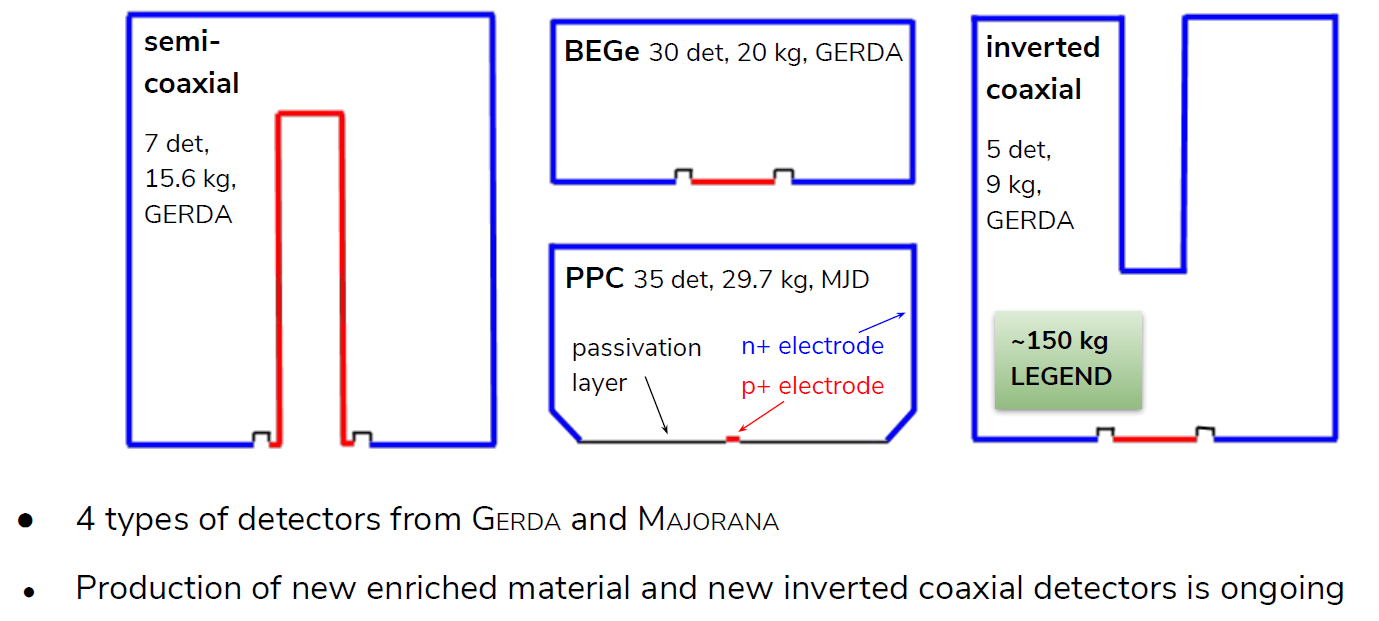 semi-
coaxial
7 det,
15.6 kg,
GERDA
BEGe 30 det, 20 kg, GERDA
PPC 35 det, 29.7 kg, MJD
passivation
layer
n+ electrode
p+ electrode
inverted
coaxial
5 det,
9 kg,
GERDA
~150 kg
LEGEND
● 4 types of detectors from GERDA and MAJORANA
● Production of new enriched material and new inverted coaxial detectors is ongoing